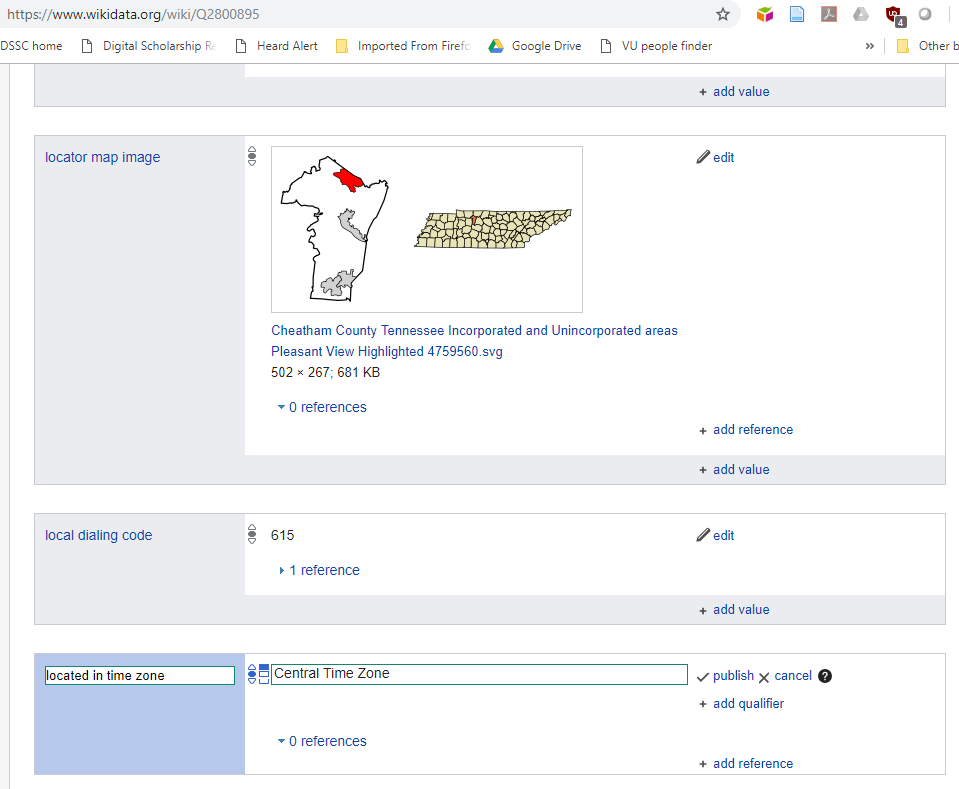 https://www.wikidata.org/wiki/Q2800895
4
DSSC home Digital Scholarship Re Heard Alert Imported From Firefo Google Drive VU people finder » Other b
+ add value
locator map image
edit
Cheatham County Tennessee Incorporated and Unincorporated areas
Pleasant View Highlighted 4759560.svg
502 × 267; 681 KB
0 references
+ add reference
+ add value
local dialing code 615 edit
1 reference
+ add value
located in time zone Central Time Zone publish cancel ?
+ add qualifier
0 references
+ add reference